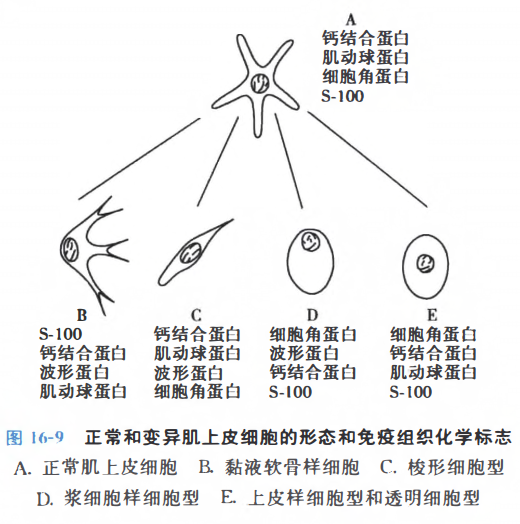 A
钙结合蛋白
肌动球蛋白
细胞角蛋白
S-100
B
S-100
钙结合蛋白
波形蛋白
肌动球蛋白
C
钙结合蛋白
肌动球蛋白
波形蛋白
细胞角蛋白
D
细胞角蛋白
波形蛋白
钙结合蛋白
S-100
E
细胞角蛋白
钙结合蛋白
肌动球蛋白
S-100
图 16-9 正常和变异肌上皮细胞的形态和免疫组织化学标志
A. 正常肌上皮细胞 B. 黏液软骨样细胞 C. 梭形细胞型
D. 浆细胞样细胞型 E. 上皮样细胞型和透明细胞型